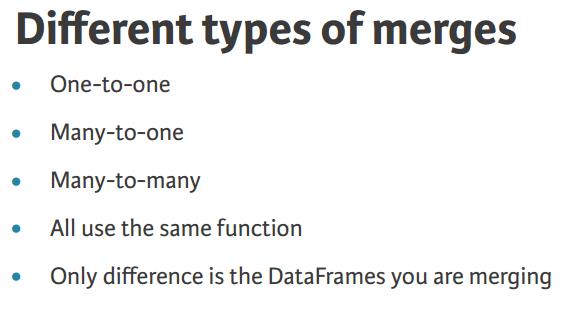 Different types of merges
One-to-one
Many-to-one
Many-to-many
All use the same function
Only difference is the DataFrames you are merging